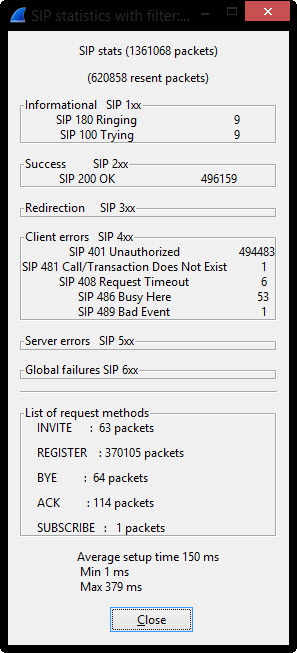 SIP statistics with filter:...
SIP stats (1361068 packets)
(620858 resent packets)
Informational SIP 1xx
SIP 180 Ringing 9
SIP 100 Trying 9
Success SIP 2xx
SIP 200 OK 496159
Redirection SIP 3xx
Client errors SIP 4xx
SIP 401 Unauthorized 494483
SIP 481 Call/Transaction Does Not Exist 1
SIP 408 Request Timeout 6
SIP 486 Busy Here 53
SIP 489 Bad Event 1
Server errors SIP 5xx
Global failures SIP 6xx
List of request methods
INVITE : 63 packets
REGISTER : 370105 packets
BYE : 64 packets
ACK : 114 packets
SUBSCRIBE : 1 packets
Average setup time 150 ms
Min 1 ms
Max 379 ms
Close